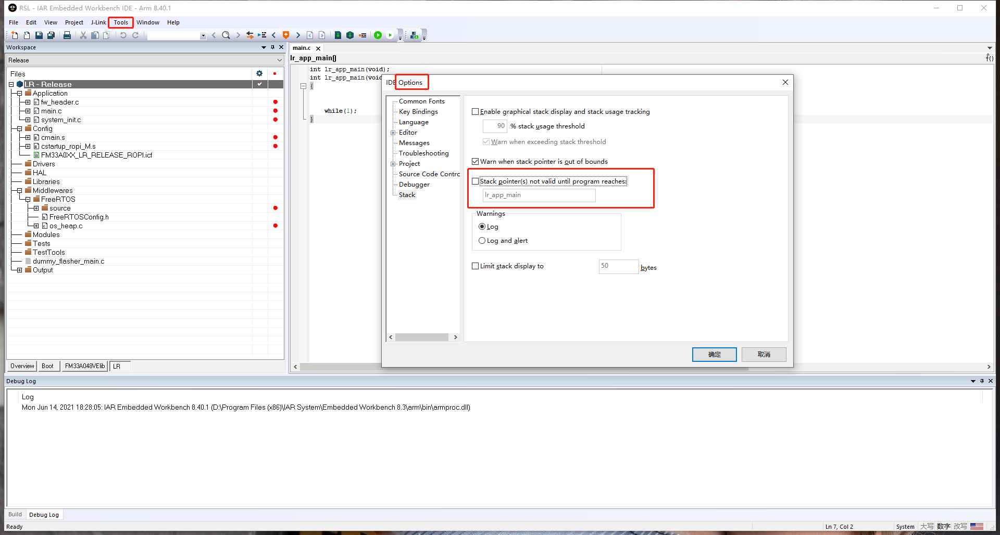 RSL - IAR Embedded Workbench IDE - Arm 8.40.1
File Edit View Project J-Link Tools Window Help
Workspace
Release
Files
LR - Release
Application
fw_header.c
main.c
system_init.c
Config
cmain.s
cstartup_ropi_M.s
FM33A0XX_LR_RELEASE_ROPI.icf
Drivers
HAL
Libraries
Middlewares
FreeRTOS
source
FreeRTOSConfig.h
os_heap.c
Modules
Tests
TestTools
dummy_flasher_main.c
Output
Overview Boot FM33A048VElib LR
main.c
lr_app_main()
f()
int lr_app_main(void);
int lr_app_main(voi
{
while(1);
}
IDE Options
Common Fonts
Key Bindings
Language
Editor
Messages
Troubleshooting
Project
Source Code Contro
Debugger
Stack
Enable graphical stack display and stack usage tracking
90 % stack usage threshold
Warn when exceeding stack threshold
Warn when stack pointer is out of bounds
Stack pointer(s) not valid until program reaches:
lr_app_main
Warnings
Log
Log and alert
Limit stack display to 50 bytes
确定 取消
Debug Log
Log
Mon Jun 14, 2021 18:28:05: IAR Embedded Workbench 8.40.1 (D:\Program Files (x86)\IAR System\Embedded Workbench 8.3\arm\bin\armproc.dll)
Build Debug Log
Ready Ln 7, Col 2 System 大写 数字 改写